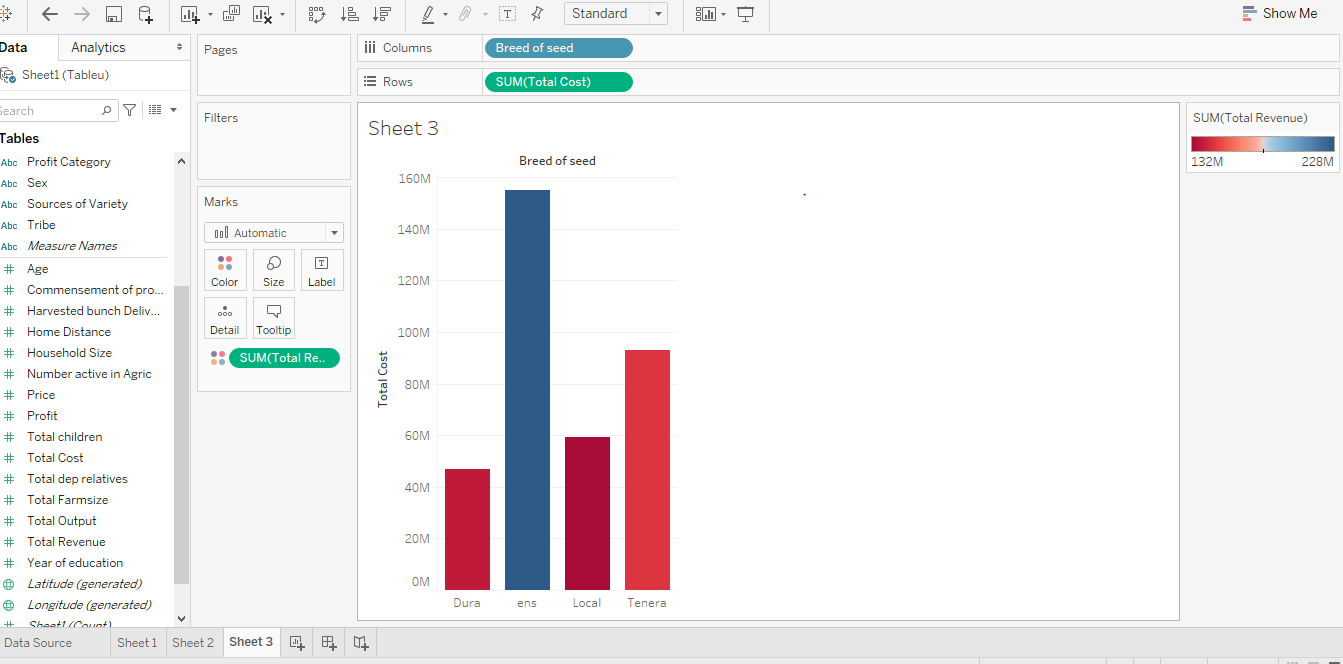 Standard
Show Me
Data
Analytics
Sheet1 (Tableu)
Search
Tables
Abc Profit Category
Abc Sex
Abc Sources of Variety
Abc Tribe
Abc Measure Names
# Age
# Commensement of pro...
# Harvested bunch Deliv...
# Home Distance
# Household Size
# Number active in Agric
# Price
# Profit
# Total children
# Total Cost
# Total dep relatives
# Total Farmsize
# Total Output
# Total Revenue
# Year of education
Latitude (generated)
Longitude (generated)
# Sheet1 (Count)
Pages
Filters
Marks
Automatic
Color
Size
T
Label
Detail
Tooltip
SUM(Total Re..
Columns
Breed of seed
Rows
SUM(Total Cost)
Sheet 3
Breed of seed
160M
140M
120M
100M
80M
60M
40M
20M
0M
Total Cost
Dura
ens
Local
Tenera
SUM(Total Revenue)
132M 228M
Data Source
Sheet 1
Sheet 2
Sheet 3